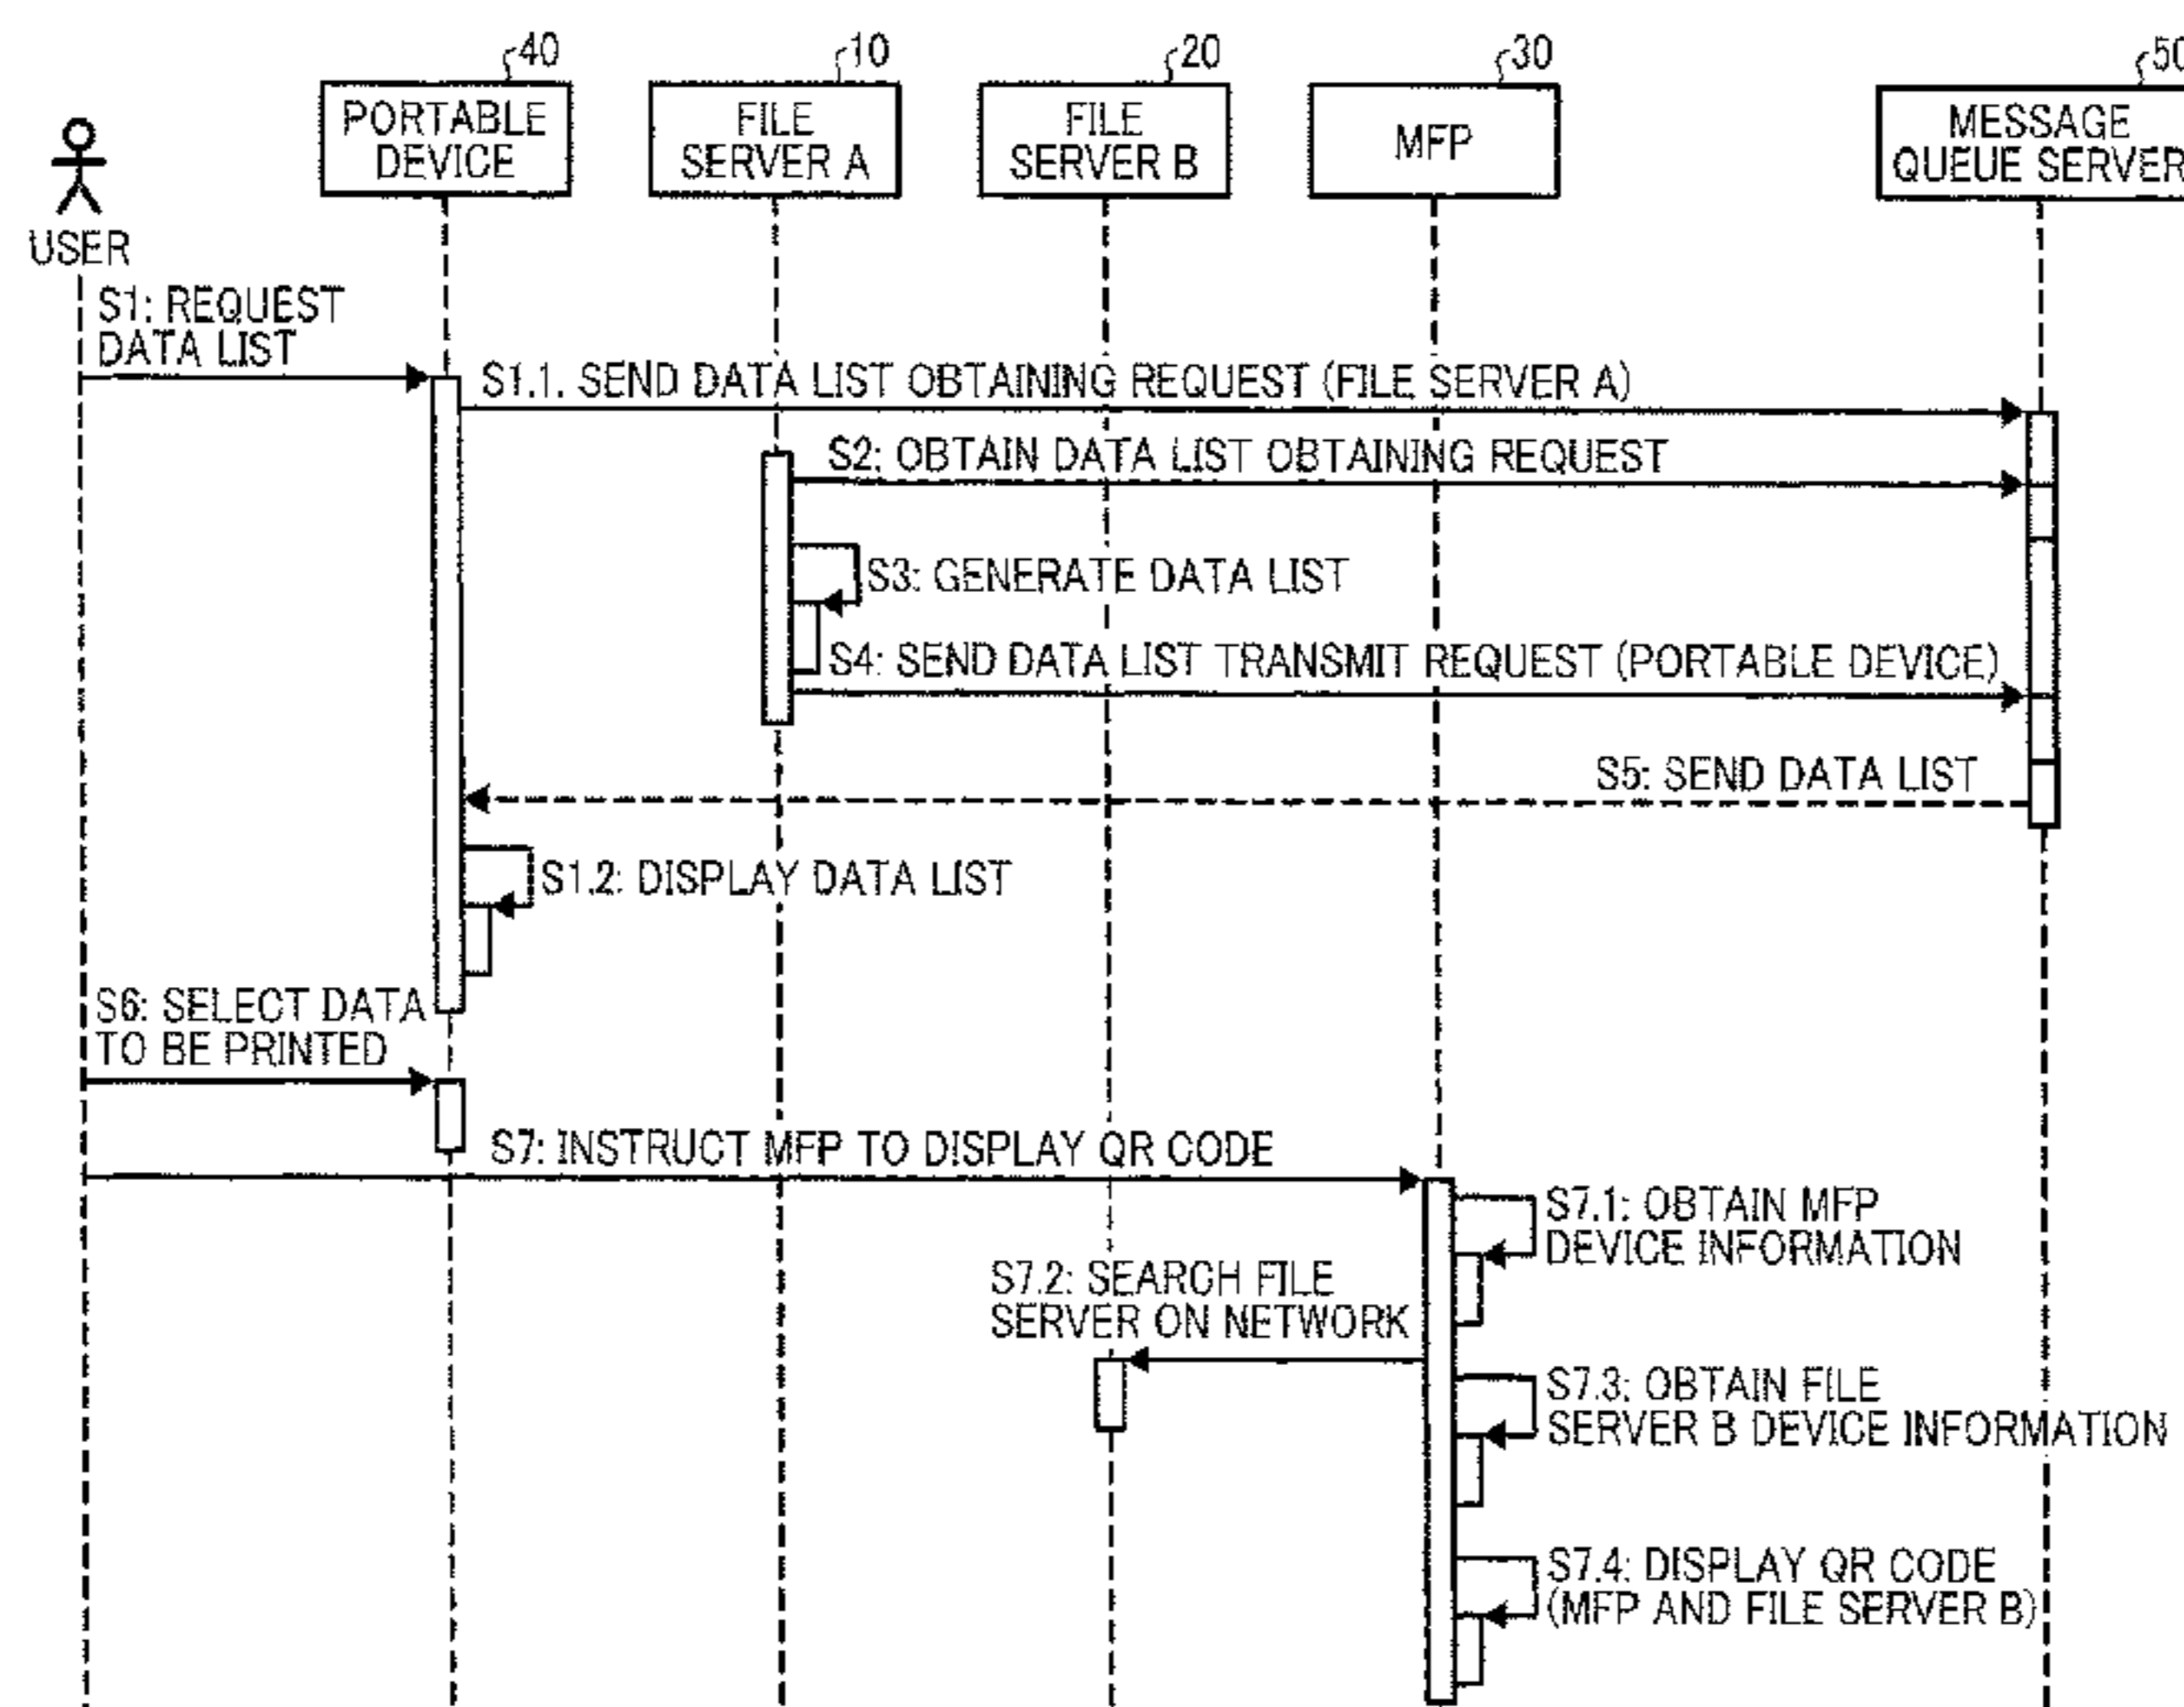 40
10
20
30
50
PORTABLE
DEVICE
FILE
SERVER A
FILE
SERVER B
MFP
MESSAGE
QUEUE SERVER
USER
S1: REQUEST
DATA LIST
S1.1. SEND DATA LIST OBTAINING REQUEST (FILE SERVER A)
S2: OBTAIN DATA LIST OBTAINING REQUEST
S3: GENERATE DATA LIST
S4: SEND DATA LIST TRANSMIT REQUEST (PORTABLE DEVICE)
S5: SEND DATA LIST
S1.2: DISPLAY DATA LIST
S6: SELECT DATA
TO BE PRINTED
S7: INSTRUCT MFP TO DISPLAY QR CODE
S7.1: OBTAIN MFP
DEVICE INFORMATION
S7.2: SEARCH FILE
SERVER ON NETWORK
S7.3: OBTAIN FILE
SERVER B DEVICE INFORMATION
S7.4: DISPLAY QR CODE
(MFP AND FILE SERVER B)